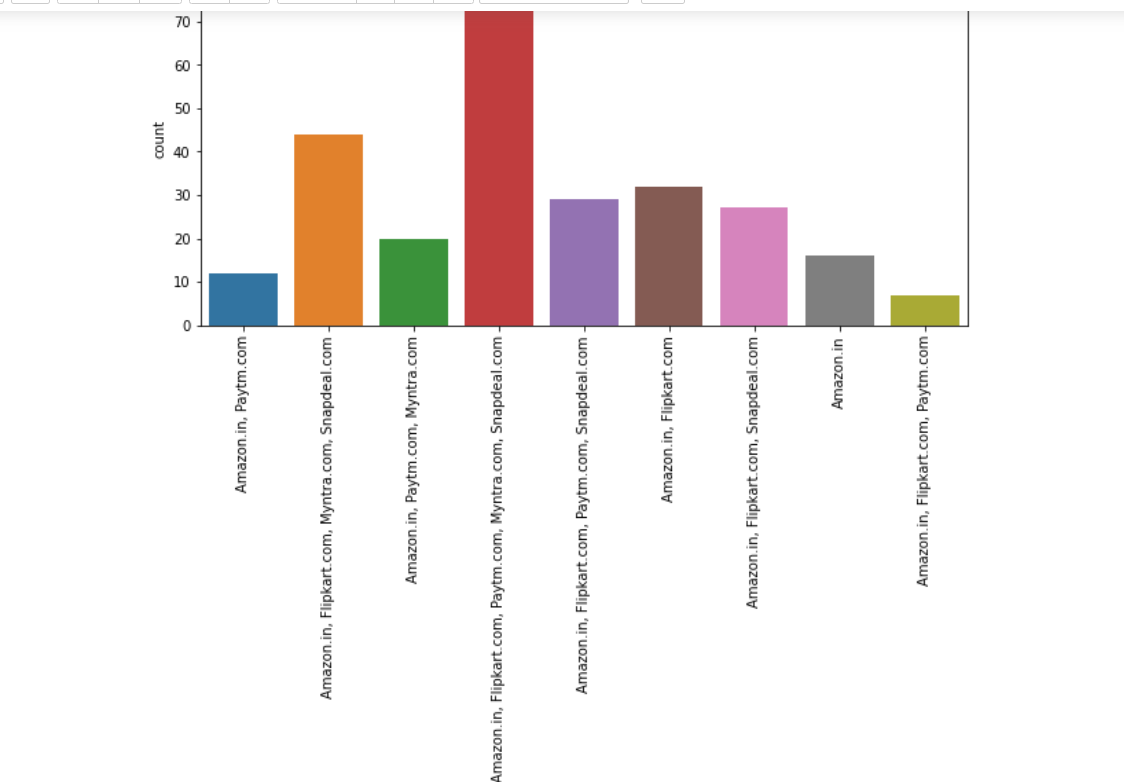 70
60
50
40
30
20
10
0
count
Amazon.in, Paytm.com
Amazon.in, Flipkart.com, Myntra.com, Snapdeal.com
Amazon.in, Paytm.com, Myntra.com
Amazon.in, Flipkart.com, Paytm.com, Myntra.com, Snapdeal.com
Amazon.in, Flipkart.com, Paytm.com, Snapdeal.com
Amazon.in, Flipkart.com
Amazon.in, Flipkart.com, Snapdeal.com
Amazon.in
Amazon.in, Flipkart.com, Paytm.com